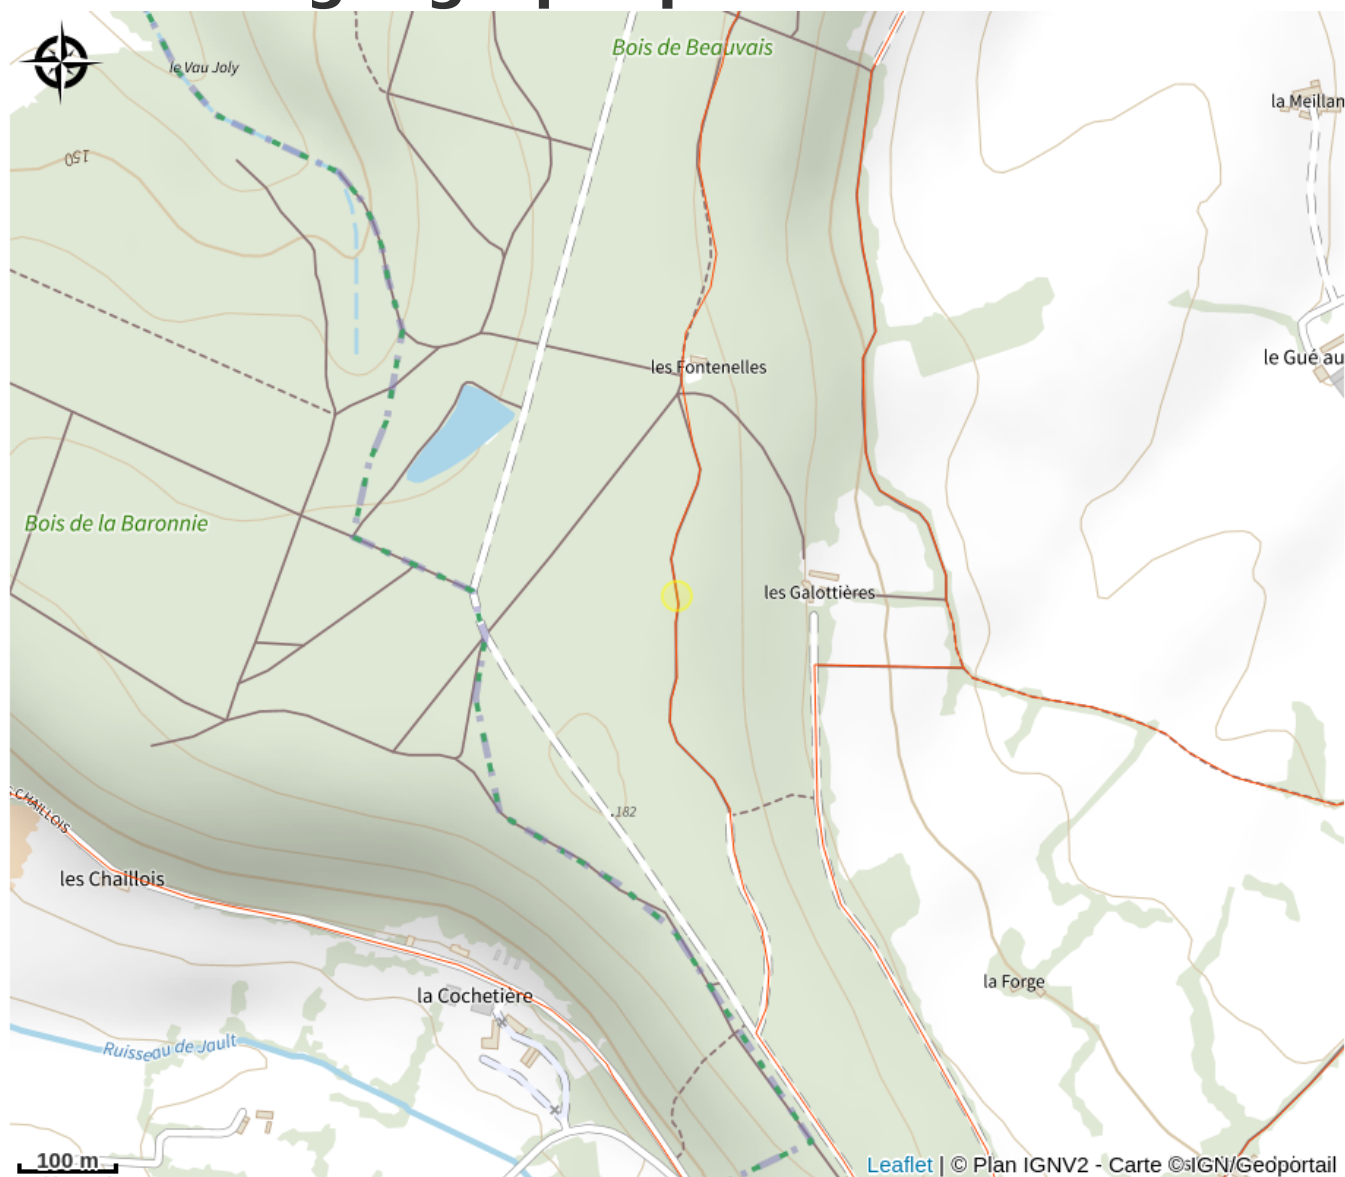 Bois de Beauvais
le Vau Joly
la Meillan
150
les Fontenelles
le Gué au
Bois de la Baronnie
les Galottières
182
CHAILLOIS
les Chaillois
la Forge
la Cochetière
Ruisseau de Jault
100 m
Leaflet | © Plan IGNV2 - Carte ©IGN/Geoportail